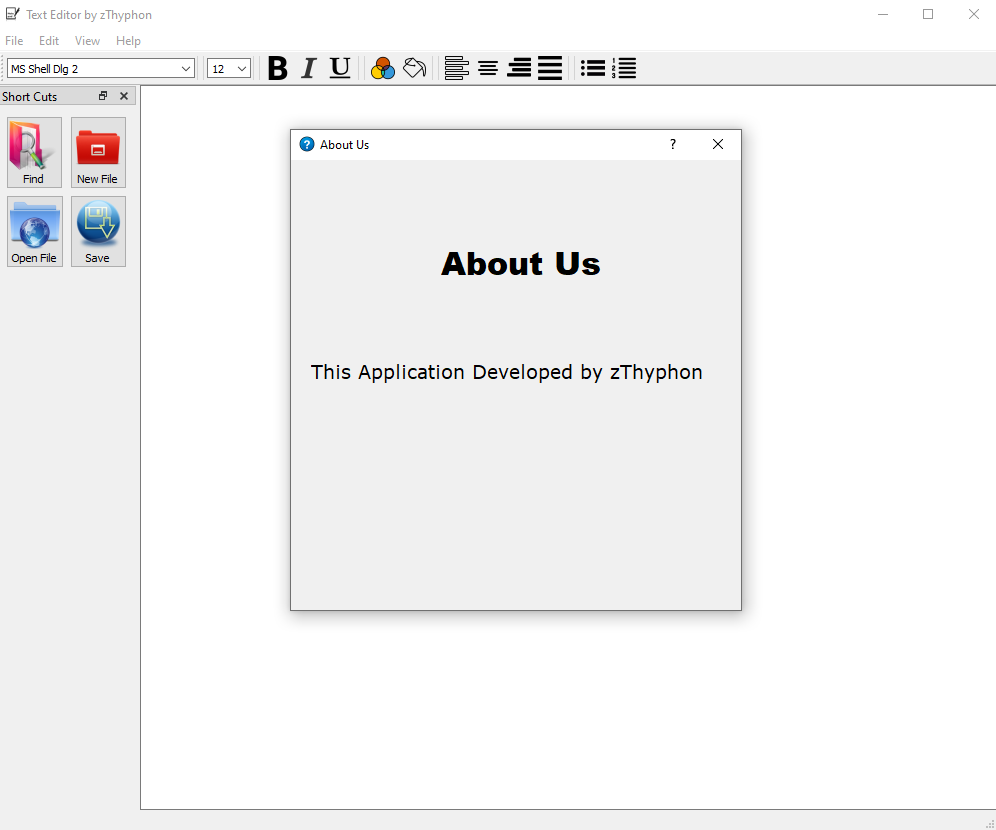 Text Editor by zThyphon
File Edit View Help
MS Shell Dlg 2 12 B I U
Short Cuts
Find New File
Open File Save
About Us ?
About Us
This Application Developed by zThyphon